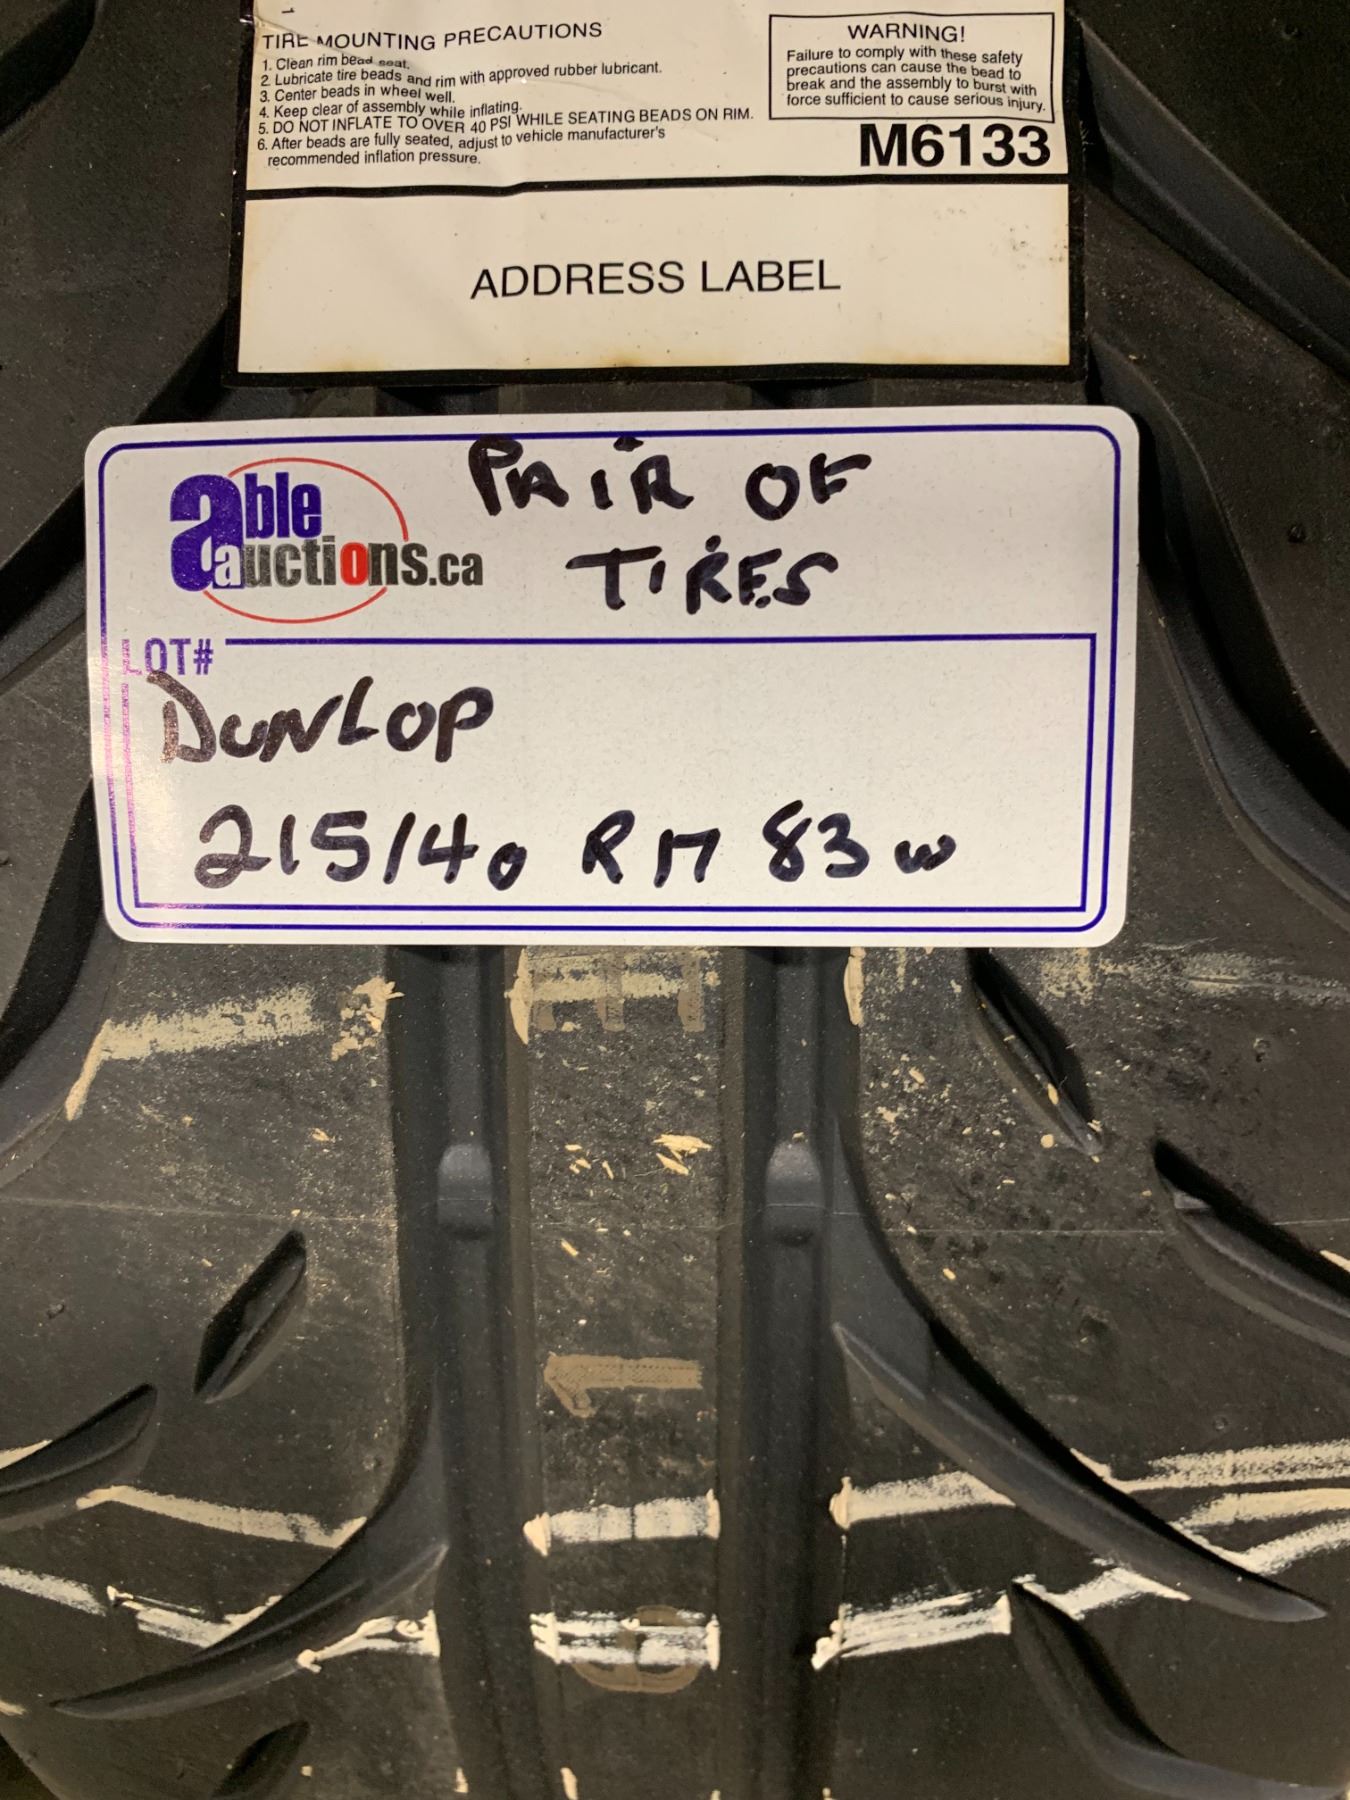 TIRE MOUNTING PRECAUTIONS
1. Clean rim bead seat.
2. Lubricate tire beads and rim with approved rubber lubricant.
3. Center beads in wheel well.
4. Keep clear of assembly while inflating.
5. DO NOT INFLATE TO OVER 40 PSI WHILE SEATING BEADS ON RIM.
6. After beads are fully seated, adjust to vehicle manufacturer's
recommended inflation pressure.
WARNING!
Failure to comply with these safety
precautions can cause the bead to
break and the assembly to burst with
force sufficient to cause serious injury.
M6133
ADDRESS LABEL
able
auctions.ca
PAIR OF
TIRES
LOT#
DUNLOP
215/40 R17 83W